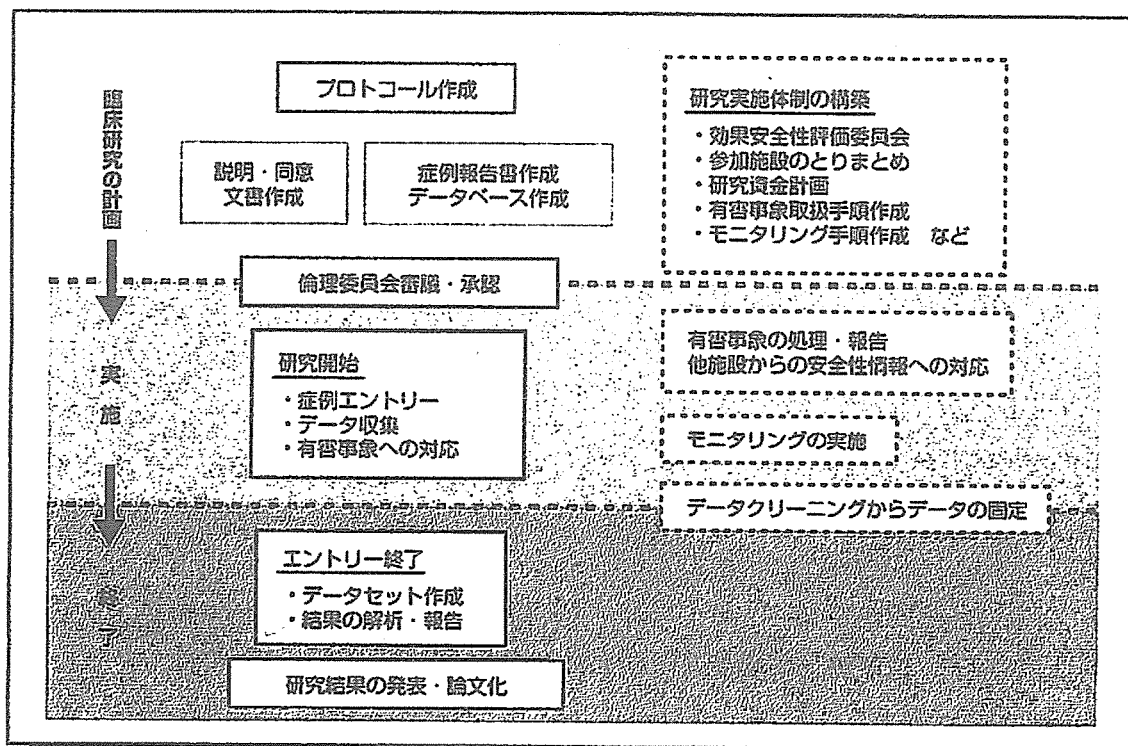 臨床研究の計画
プロトコール作成
説明・同意
文書作成
症例報告書作成
データベース作成
研究実施体制の構築
・効果安全性評価委員会
・参加施設のとりまとめ
・研究資金計画
・有害事象取扱手順作成
・モニタリング手順作成　など
倫理委員会審議・承認
実施
研究開始
・症例エントリー
・データ収集
・有害事象への対応
有害事象の処理・報告
他施設からの安全性情報への対応
モニタリングの実施
データクリーニングからデータの固定
終了
エントリー終了
・データセット作成
・結果の解析・報告
研究結果の発表・論文化